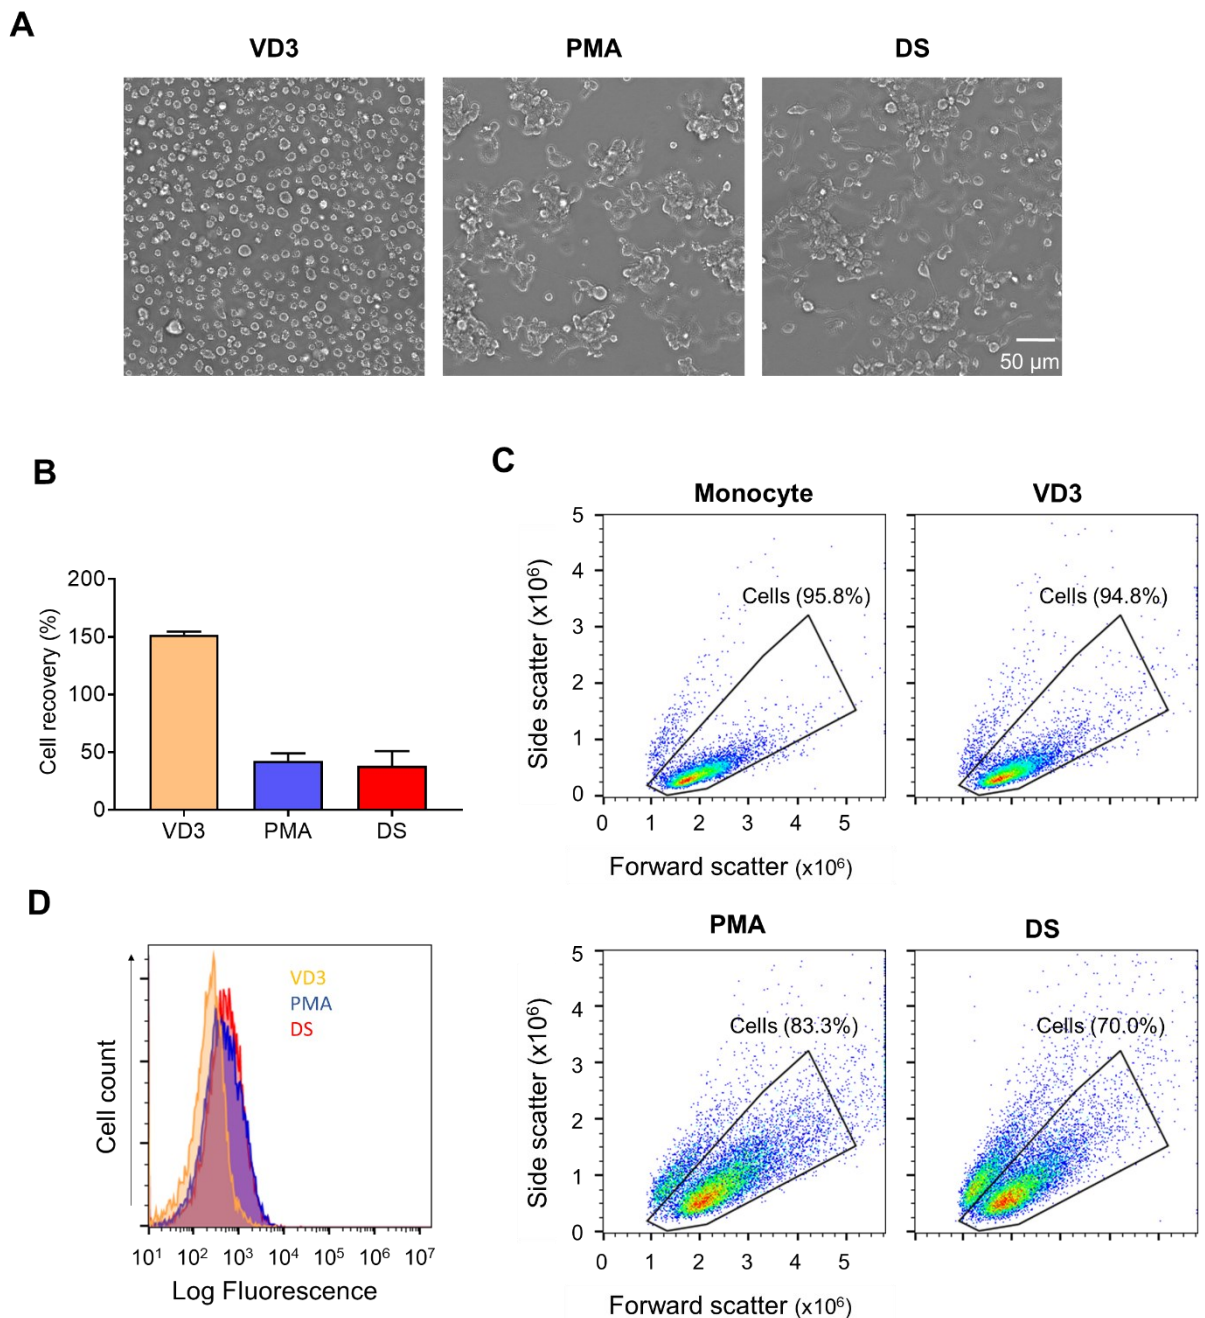 A
VD3 PMA DS
50 µm
B
Cell recovery (%)
200
150
100
50
0
VD3 PMA DS
C
Monocyte VD3
Side scatter (x10⁶)
5
4
3
2
1
0
Cells (95.8%) Cells (94.8%)
0 1 2 3 4 5
Forward scatter (x10⁶)
D
Cell count
VD3
PMA
DS
10¹ 10² 10³ 10⁴ 10⁵ 10⁶ 10⁷
Log Fluorescence
PMA DS
Side scatter (x10⁶)
5
4
3
2
1
0
Cells (83.3%) Cells (70.0%)
0 1 2 3 4 5
Forward scatter (x10⁶)